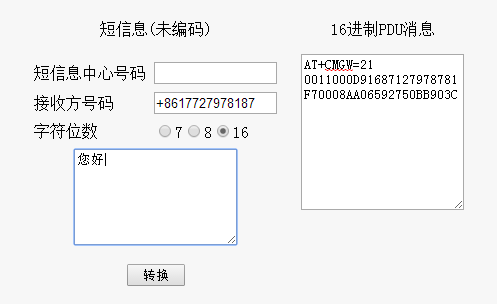 短信息(未编码)
16进制PDU消息
短信息中心号码
接收方号码 +8617727978187
字符位数 7 8 16
您好
AT+CMGW=21
0011000D91687127978781
F70008AA06592750BB903C
转换